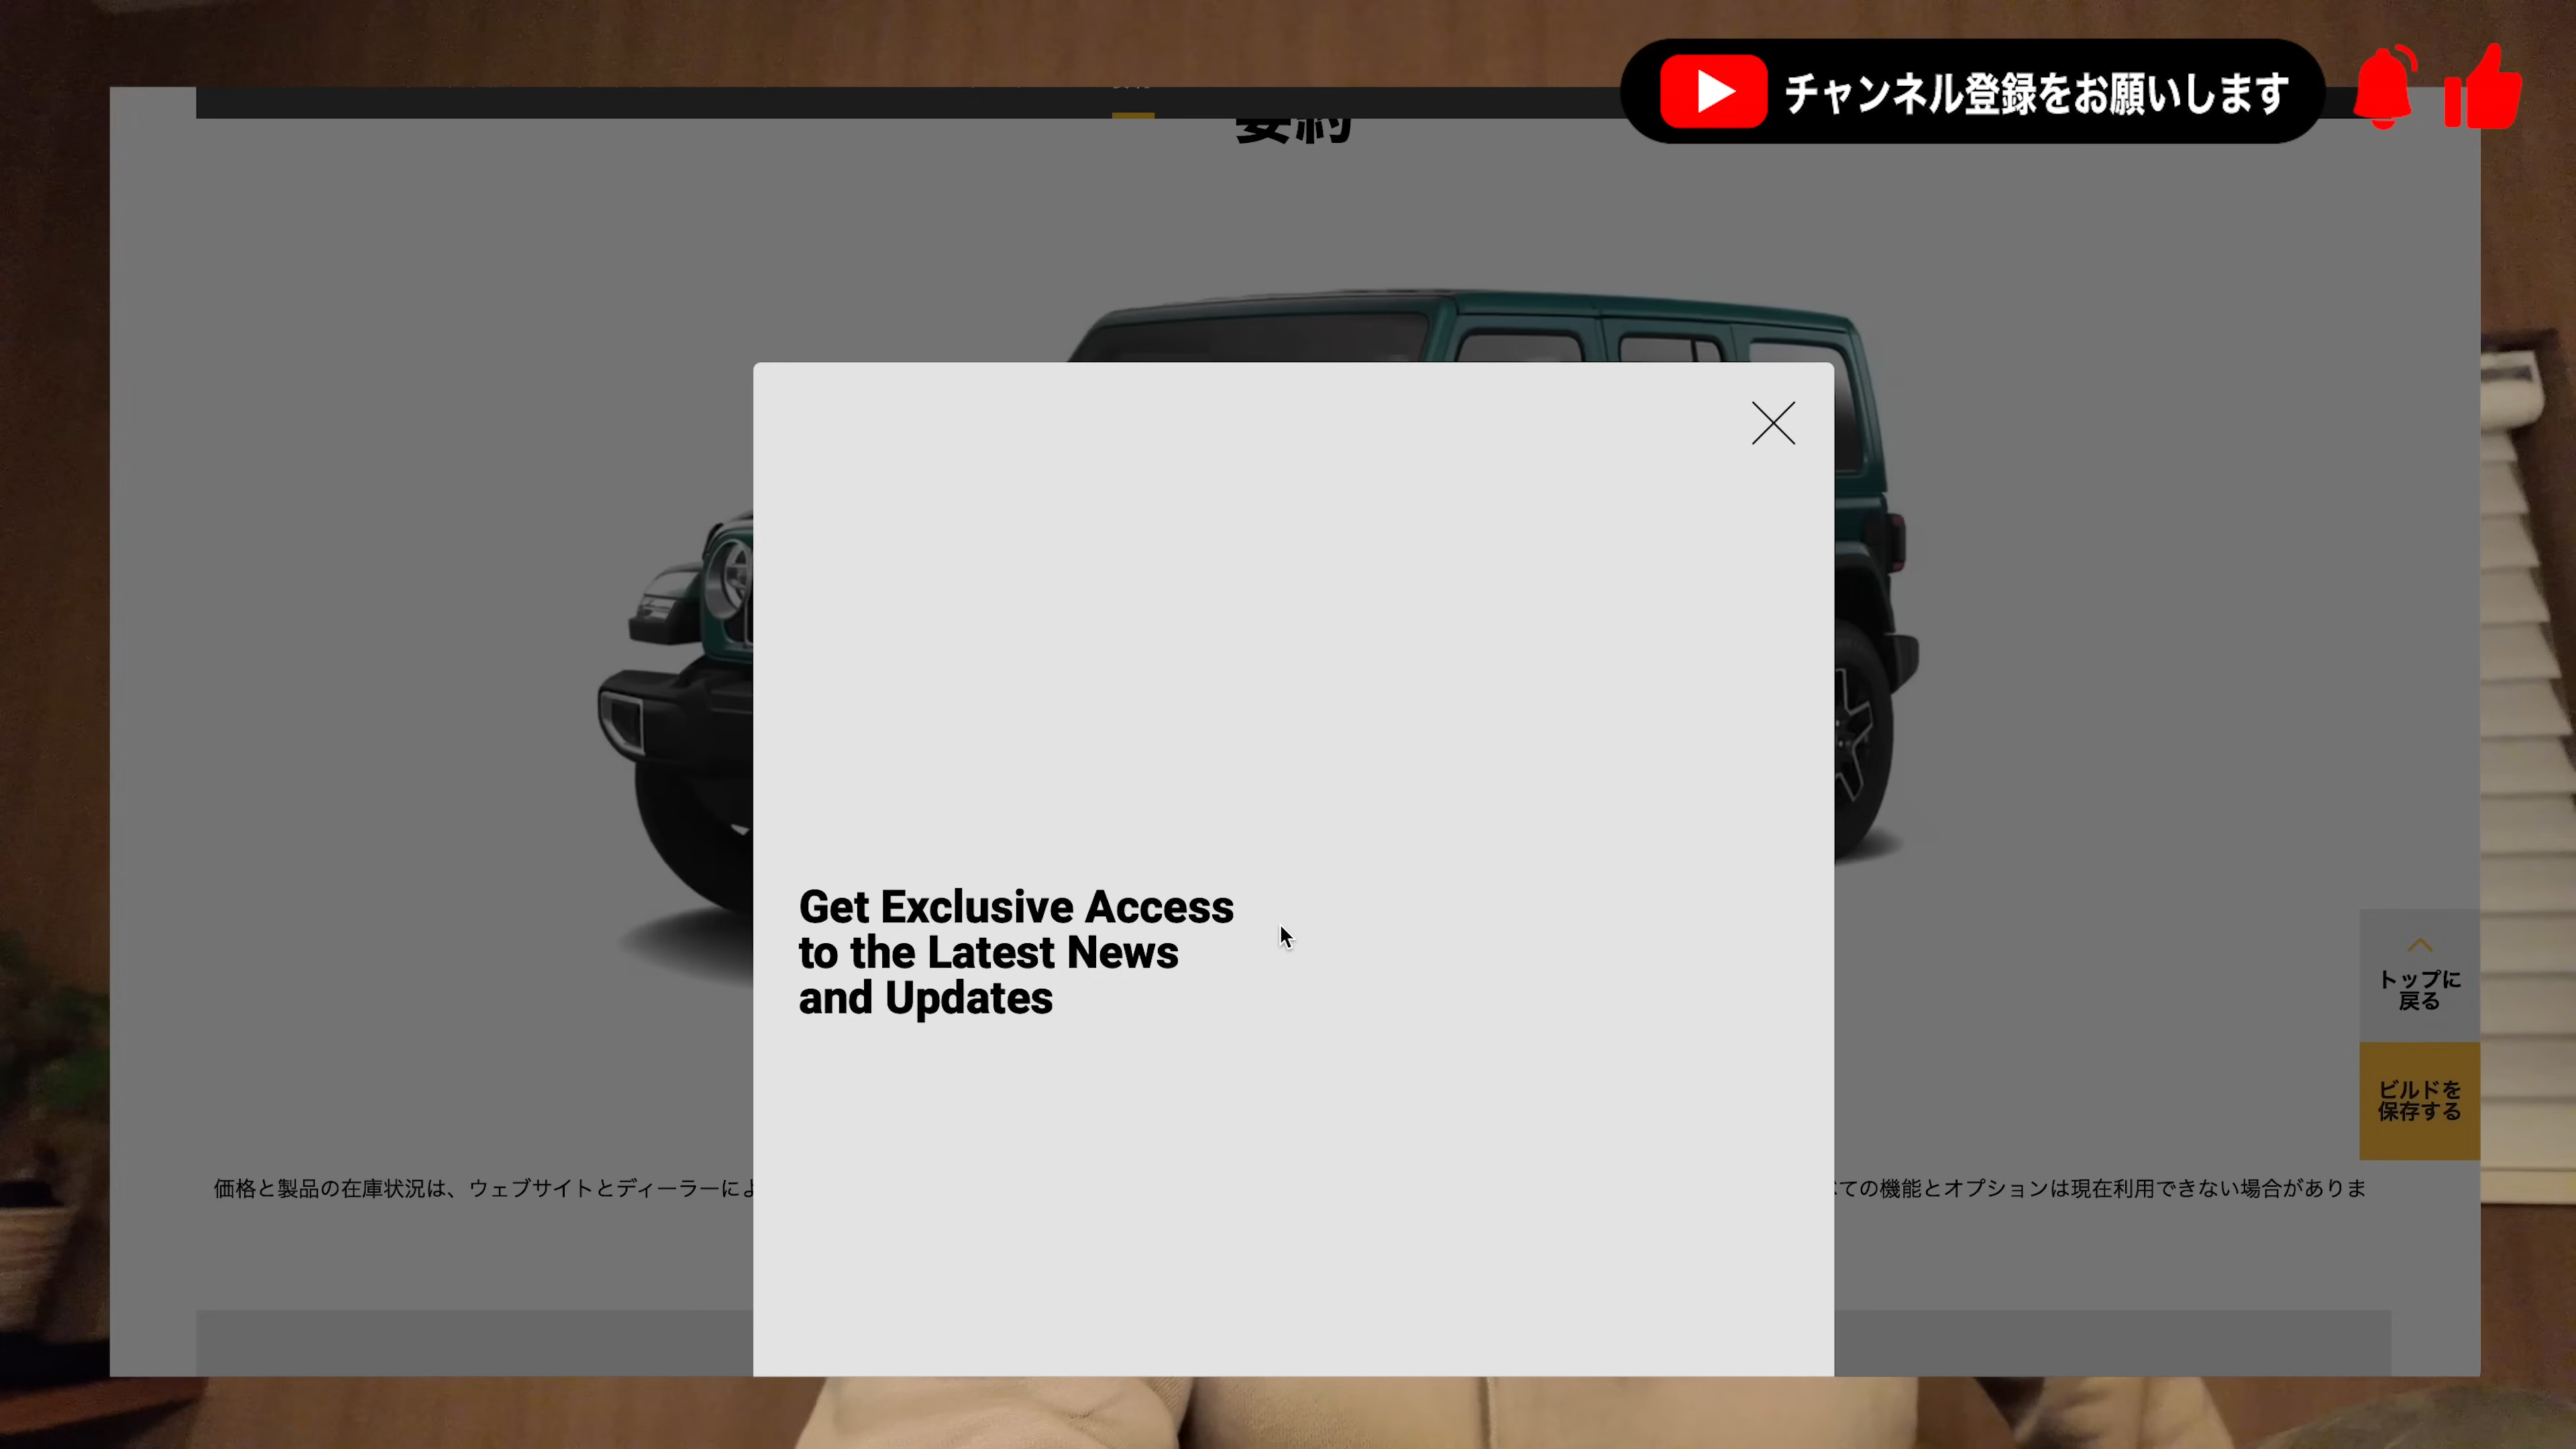 チャンネル登録をお願いします
要約
Get Exclusive Access
to the Latest News
and Updates
トップに
戻る
ビルドを
保存する
価格と製品の在庫状況は、ウェブサイトとディーラーによ
ての機能とオプションは現在利用できない場合がありま